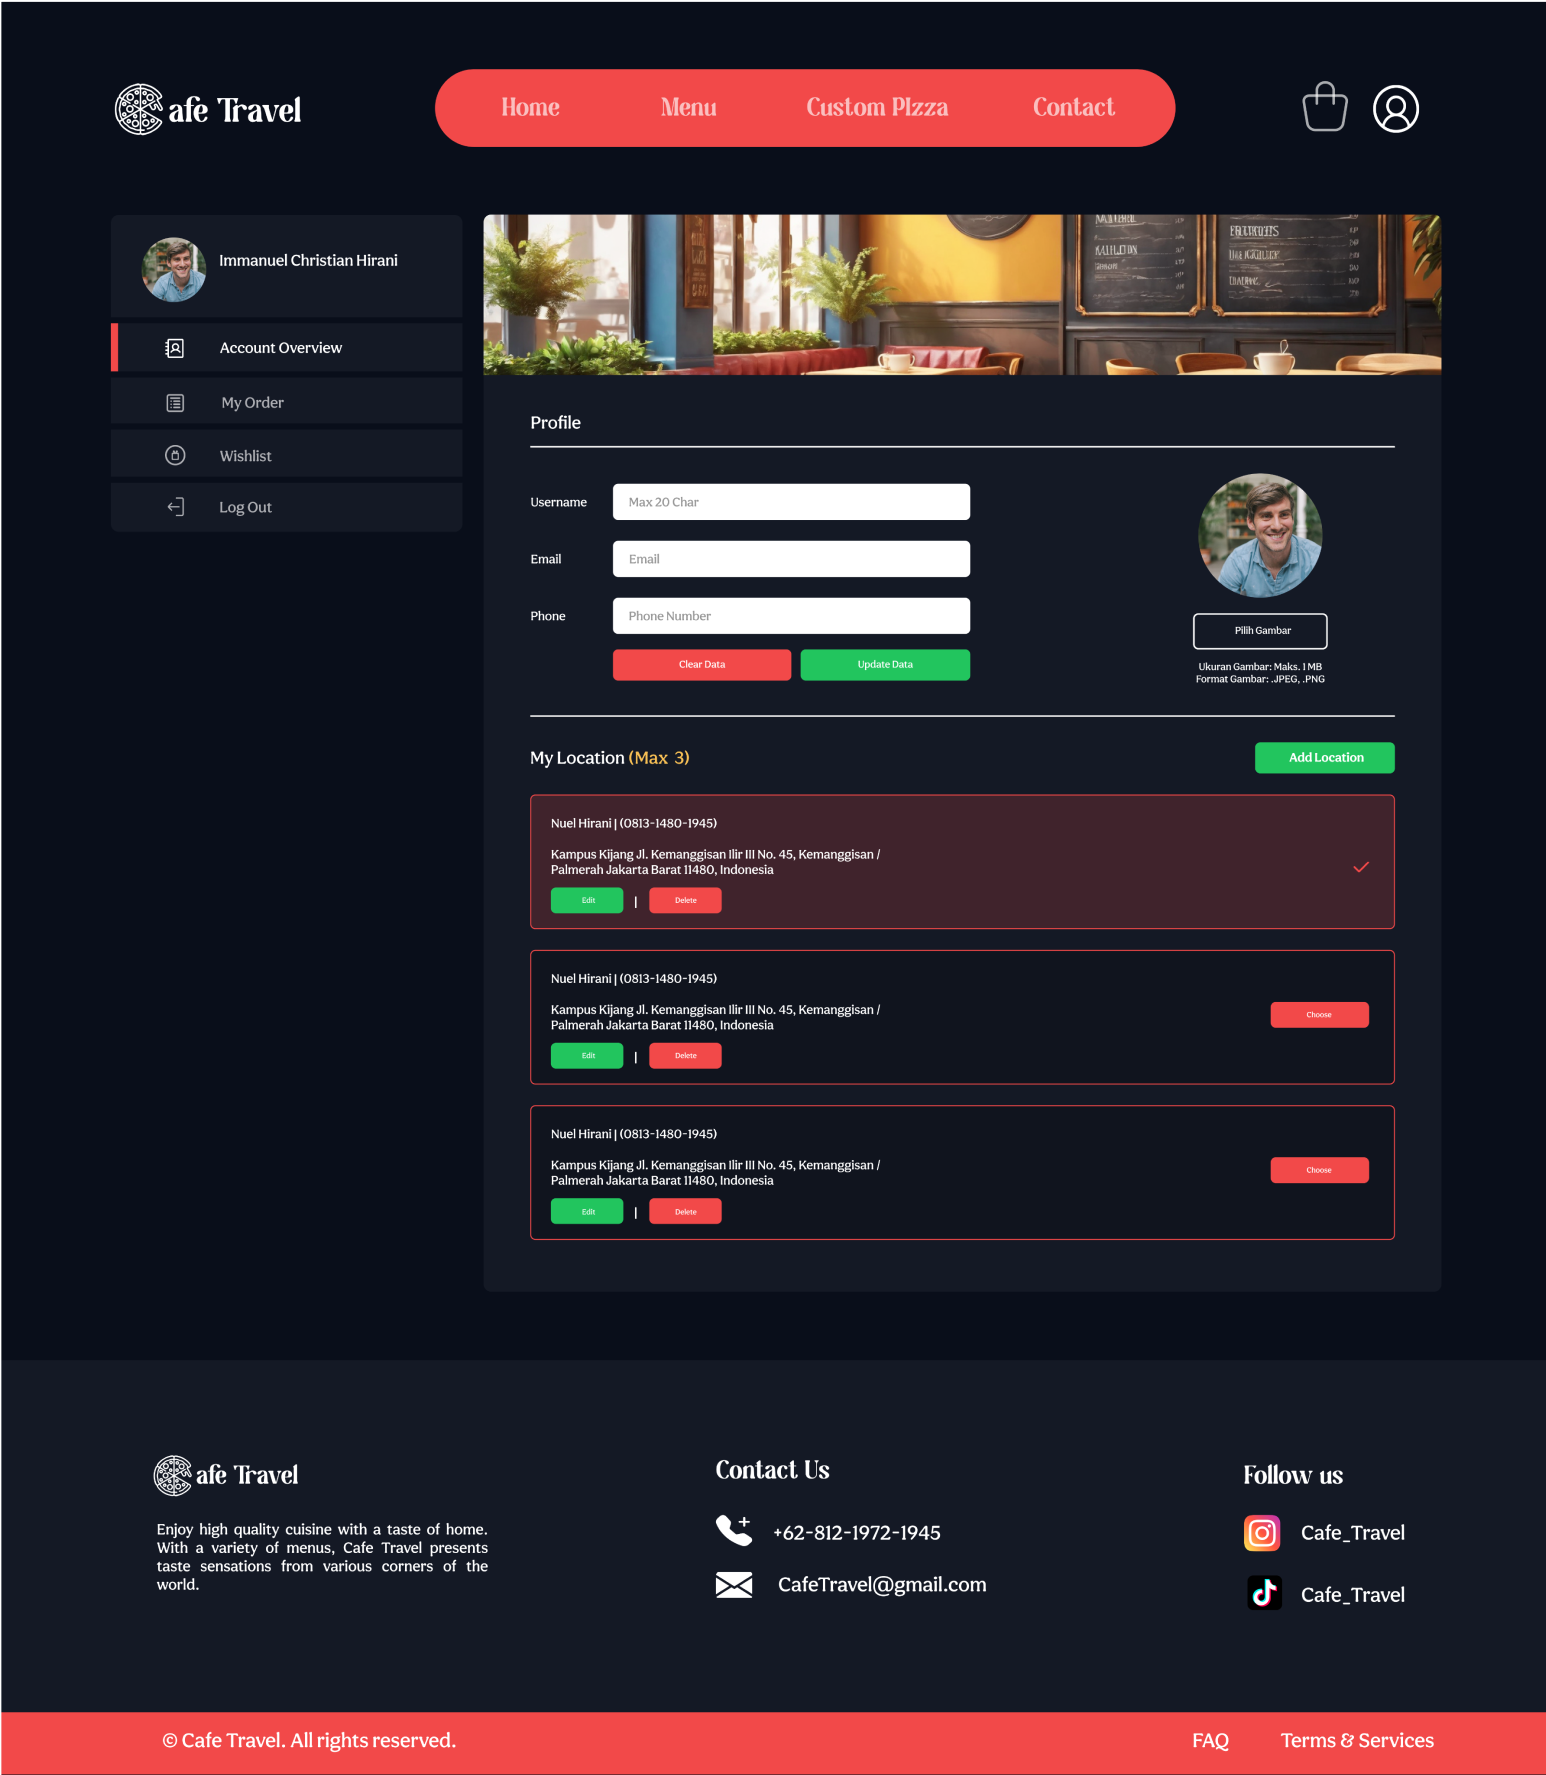 afe Travel
Home
Menu
Custom PIzza
Contact
Immanuel Christian Hirani
Account Overview
My Order
Wishlist
Log Out
Profile
Username
Max 20 Char
Email
Email
Phone
Phone Number
Clear Data
Update Data
Pilih Gambar
Ukuran Gambar: Maks. 1 MB
Format Gambar: .JPEG, .PNG
My Location (Max 3)
Add Location
Nuel Hirani | (0813-1480-1945)
Kampus Kijang Jl. Kemanggisan Ilir III No. 45, Kemanggisan /
Palmerah Jakarta Barat 11480, Indonesia
Edit | Delete
Nuel Hirani | (0813-1480-1945)
Kampus Kijang Jl. Kemanggisan Ilir III No. 45, Kemanggisan /
Palmerah Jakarta Barat 11480, Indonesia
Choose
Edit | Delete
Nuel Hirani | (0813-1480-1945)
Kampus Kijang Jl. Kemanggisan Ilir III No. 45, Kemanggisan /
Palmerah Jakarta Barat 11480, Indonesia
Choose
Edit | Delete
afe Travel
Enjoy high quality cuisine with a taste of home.
With a variety of menus, Cafe Travel presents
taste sensations from various corners of the
world.
Contact Us
+62-812-1972-1945
CafeTravel@gmail.com
Follow us
Cafe_Travel
Cafe_Travel
© Cafe Travel. All rights reserved.
FAQ
Terms & Services